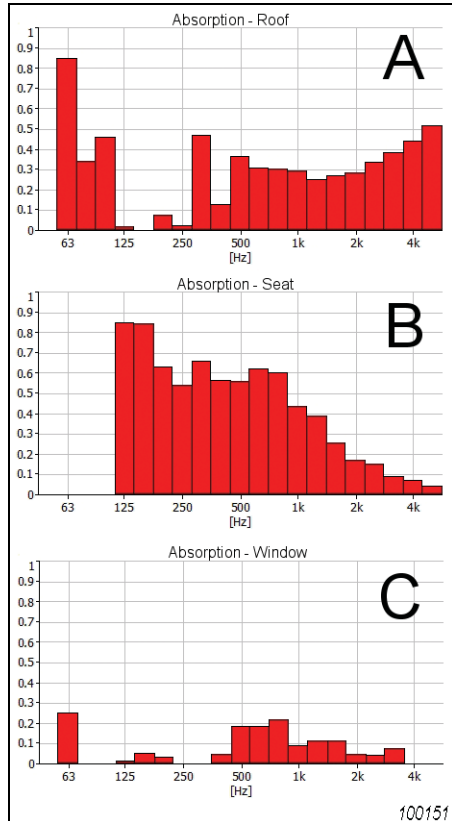 Absorption - Roof
A
1
0.9
0.8
0.7
0.6
0.5
0.4
0.3
0.2
0.1
0
63 125 250 500 1k 2k 4k
[Hz]
Absorption - Seat
B
1
0.9
0.8
0.7
0.6
0.5
0.4
0.3
0.2
0.1
0
63 125 250 500 1k 2k 4k
[Hz]
Absorption - Window
C
1
0.9
0.8
0.7
0.6
0.5
0.4
0.3
0.2
0.1
0
63 125 250 500 1k 2k 4k
[Hz]
100151